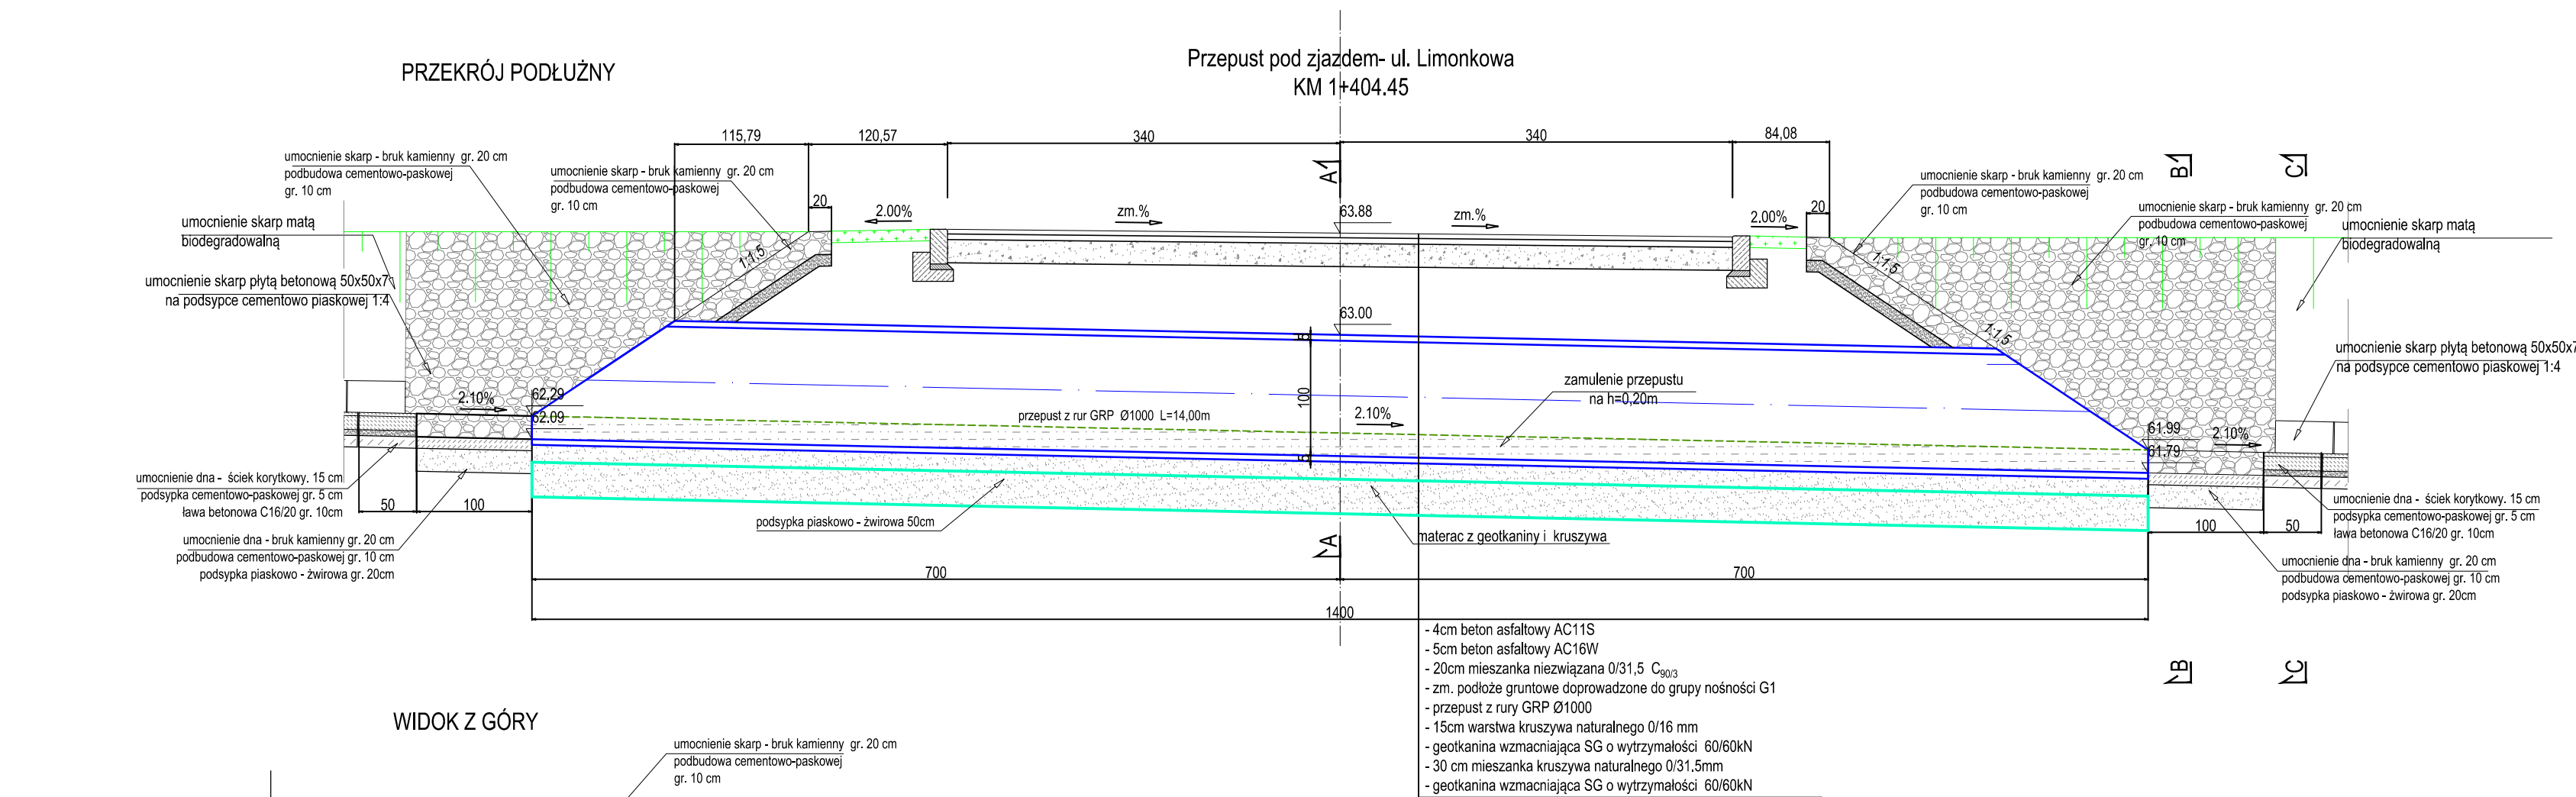 PRZEKRÓJ PODŁUŻNY
Przepust pod zjazdem- ul. Limonkowa
KM 1+404.45
115,79
120,57
340
340
84,08
umocnienie skarp - bruk kamienny gr. 20 cm
podbudowa cementowo-paskowej
gr. 10 cm
umocnienie skarp - bruk kamienny gr. 20 cm
podbudowa cementowo-paskowej
gr. 10 cm
umocnienie skarp matą
biodegradowalną
umocnienie skarp płytą betonową 50x50x7
na podsypce cementowo piaskowej 1:4
20
2.00%
zm.%
A1
63.88
zm.%
2.00%
20
B1
C1
umocnienie skarp - bruk kamienny gr. 20 cm
podbudowa cementowo-paskowej
gr. 10 cm
umocnienie skarp - bruk kamienny gr. 20 cm
podbudowa cementowo-paskowej
gr. 10 cm
umocnienie skarp matą
biodegradowalną
umocnienie skarp płytą betonową 50x50x7
na podsypce cementowo piaskowej 1:4
1:1,5
1:1,5
1:1,5
63.00
5
100
5
2.10%
62.29
62.09
przepust z rur GRP Ø1000 L=14,00m
2.10%
zamulenie przepustu
na h=0,20m
61.99
61.79
2.10%
umocnienie dna - ściek korytkowy. 15 cm
podsypka cementowo-paskowej gr. 5 cm
ława betonowa C16/20 gr. 10cm
50
100
umocnienie dna - bruk kamienny gr. 20 cm
podbudowa cementowo-paskowej gr. 10 cm
podsypka piaskowo - żwirowa gr. 20cm
podsypka piaskowo - żwirowa 50cm
A
materac z geotkaniny i kruszywa
100
50
umocnienie dna - ściek korytkowy. 15 cm
podsypka cementowo-paskowej gr. 5 cm
ława betonowa C16/20 gr. 10cm
umocnienie dna - bruk kamienny gr. 20 cm
podbudowa cementowo-paskowej gr. 10 cm
podsypka piaskowo - żwirowa gr. 20cm
700
700
1400
- 4cm beton asfaltowy AC11S
- 5cm beton asfaltowy AC16W
- 20cm mieszanka niezwiązana 0/31,5 C90/3
- zm. podłoże gruntowe doprowadzone do grupy nośności G1
- przepust z rury GRP Ø1000
- 15cm warstwa kruszywa naturalnego 0/16 mm
- geotkanina wzmacniająca SG o wytrzymałości 60/60kN
- 30 cm mieszanka kruszywa naturalnego 0/31.5mm
- geotkanina wzmacniająca SG o wytrzymałości 60/60kN
B
C
WIDOK Z GÓRY
umocnienie skarp - bruk kamienny gr. 20 cm
podbudowa cementowo-paskowej
gr. 10 cm